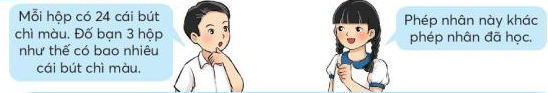 Mỗi hộp có 24 cái bút
chì màu. Đố bạn 3 hộp
như thế có bao nhiêu
cái bút chì màu.
Phép nhân này khác
phép nhân đã học.